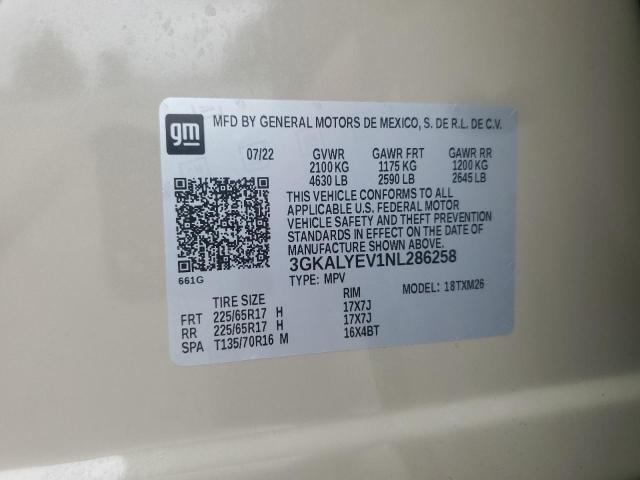 gm MFD BY GENERAL MOTORS DE MEXICO, S. DE R.L. DE C.V.
07/22 GVWR GAWR FRT GAWR RR
2100 KG 1175 KG 1200 KG
4630 LB 2590 LB 2645 LB
THIS VEHICLE CONFORMS TO ALL
APPLICABLE U.S. FEDERAL MOTOR
VEHICLE SAFETY AND THEFT PREVENTION
STANDARDS IN EFFECT ON THE DATE OF
MANUFACTURE SHOWN ABOVE.
661G 3GKALYEV1NL286258
TYPE: MPV MODEL: 18TXM26
TIRE SIZE RIM
FRT 225/65R17 H 17X7J
RR 225/65R17 H 17X7J
SPA T135/70R16 M 16X4BT